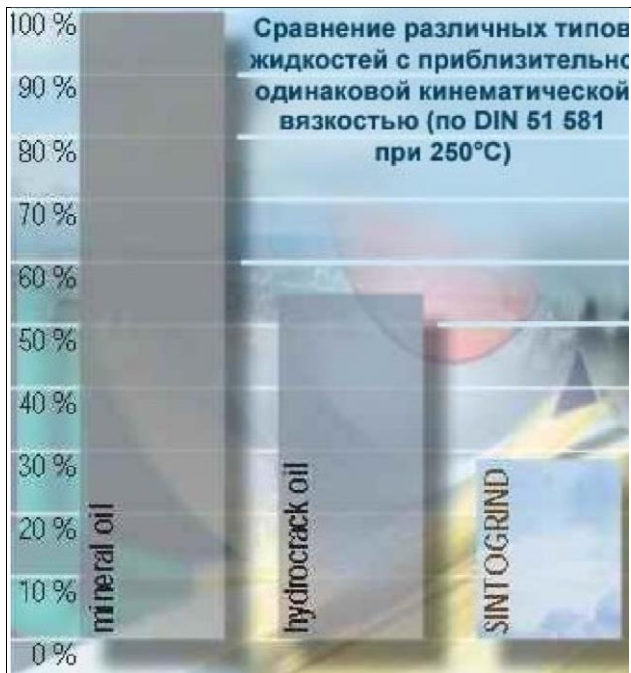 Сравнение различных типов
жидкостей с приблизительно
одинаковой кинематической
вязкостью (по DIN 51 581
при 250°C)
100 %
90 %
80 %
70 %
60 %
50 %
40 %
30 %
20 %
10 %
0 %
mineral oil
hydrocrack oil
SINTOGRIND